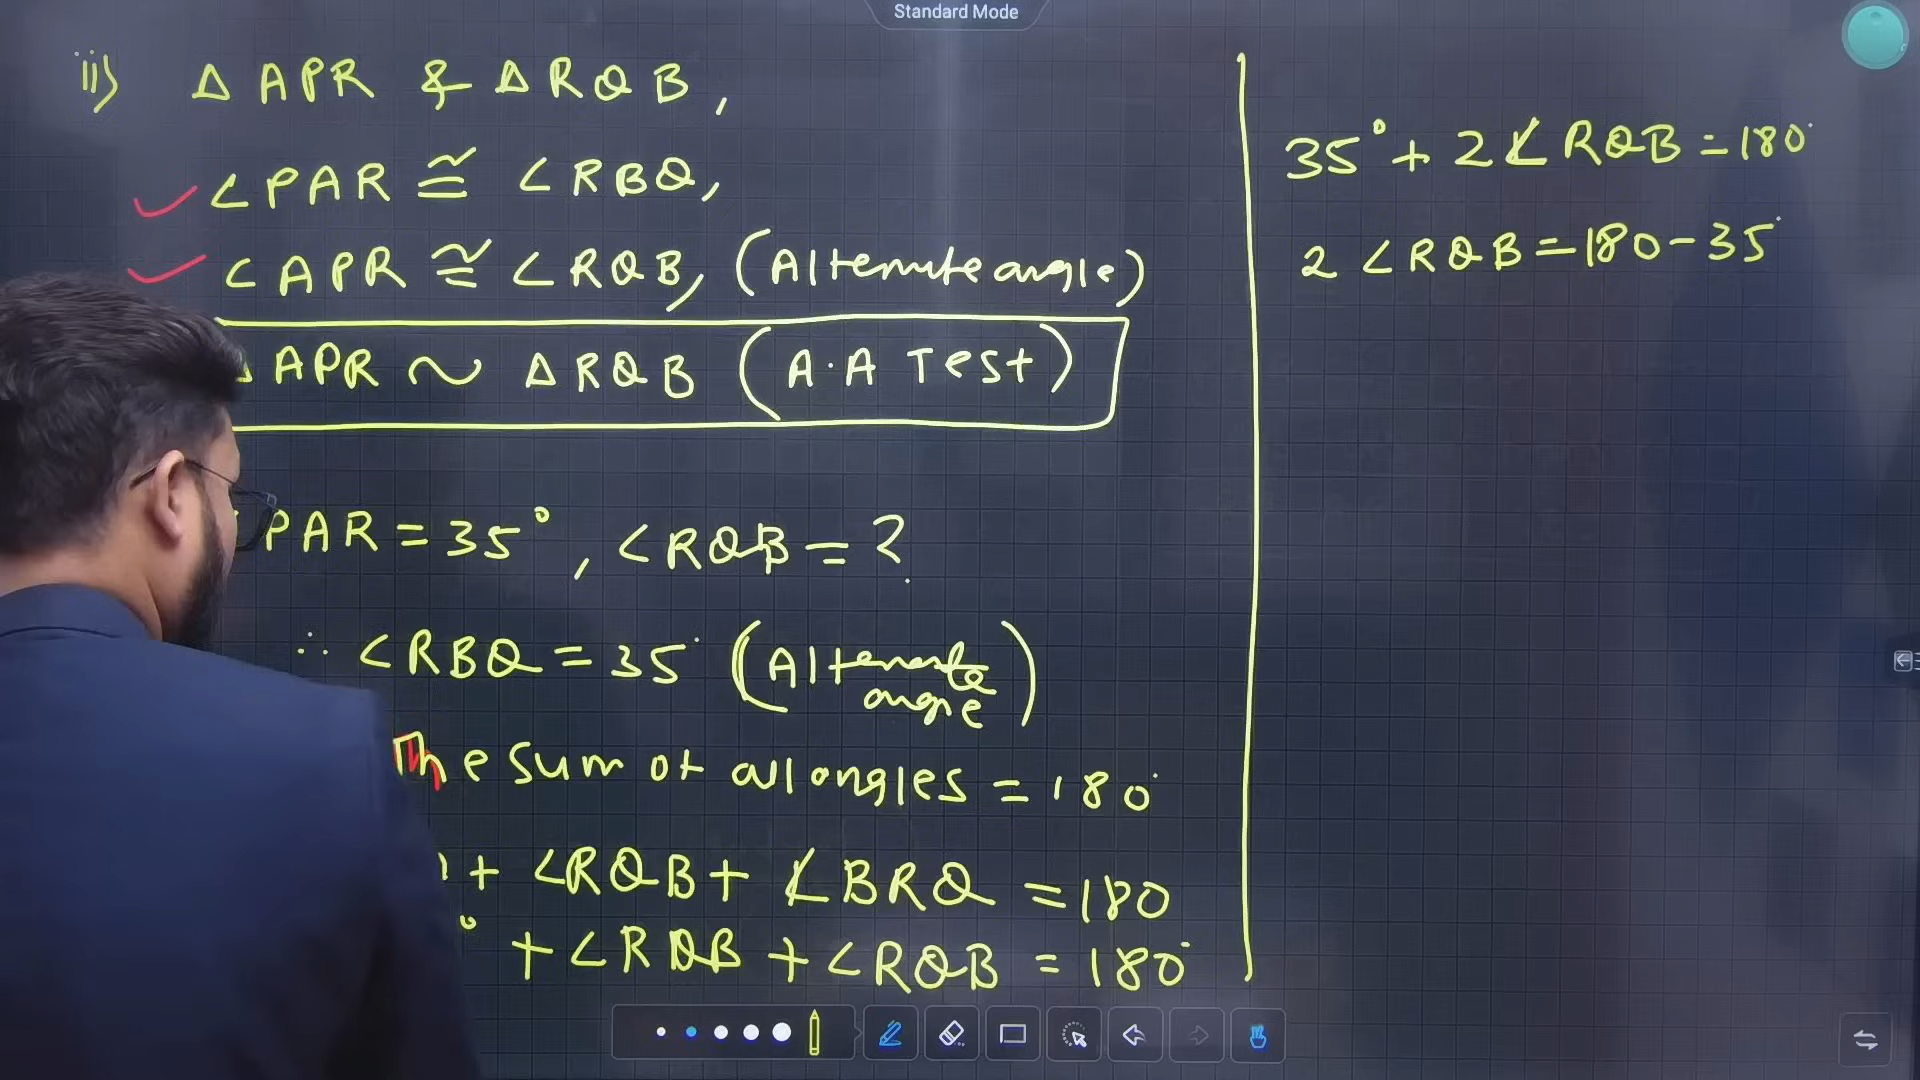 Standard Mode
ii) Δ APR & Δ RQB,
∠PAR ≅ ∠RBQ,
∠APR ≅ ∠RQB, (Alternute angle)
APR ~ Δ RQB (A.A Test)
PAR = 35°, ∠RQB = ?
∴ ∠RBQ = 35° (Alternate angle)
The sum of all angles = 180°
+ ∠RQB + ∠BRQ = 180
° + ∠RQB + ∠RQB = 180°
35° + 2∠RQB = 180°
2 ∠RQB = 180 - 35°